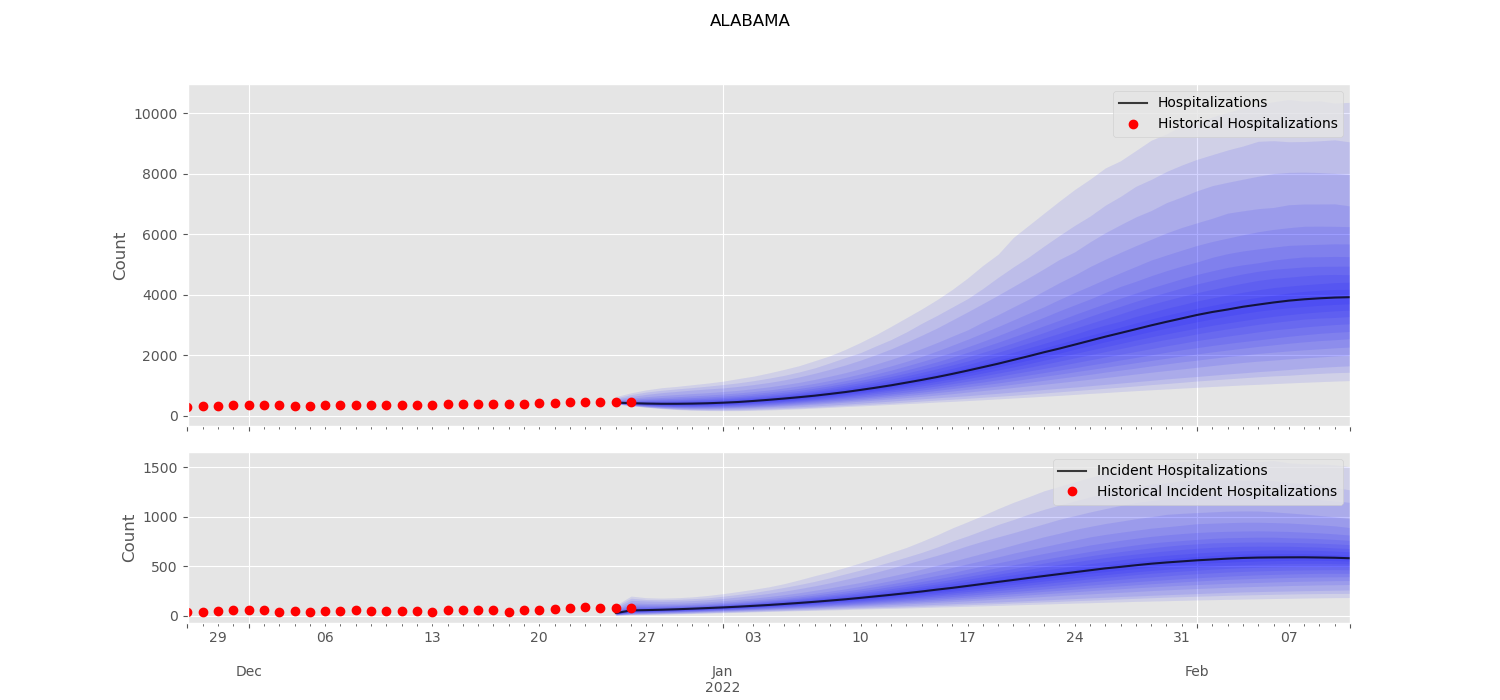 ALABAMA
Hospitalizations
Historical Hospitalizations
10000
8000
6000
4000
2000
0
Count
Incident Hospitalizations
Historical Incident Hospitalizations
1500
1000
500
0
Count
29 06 13 20 27 03 10 17 24 31 07
Dec Jan Feb
2022